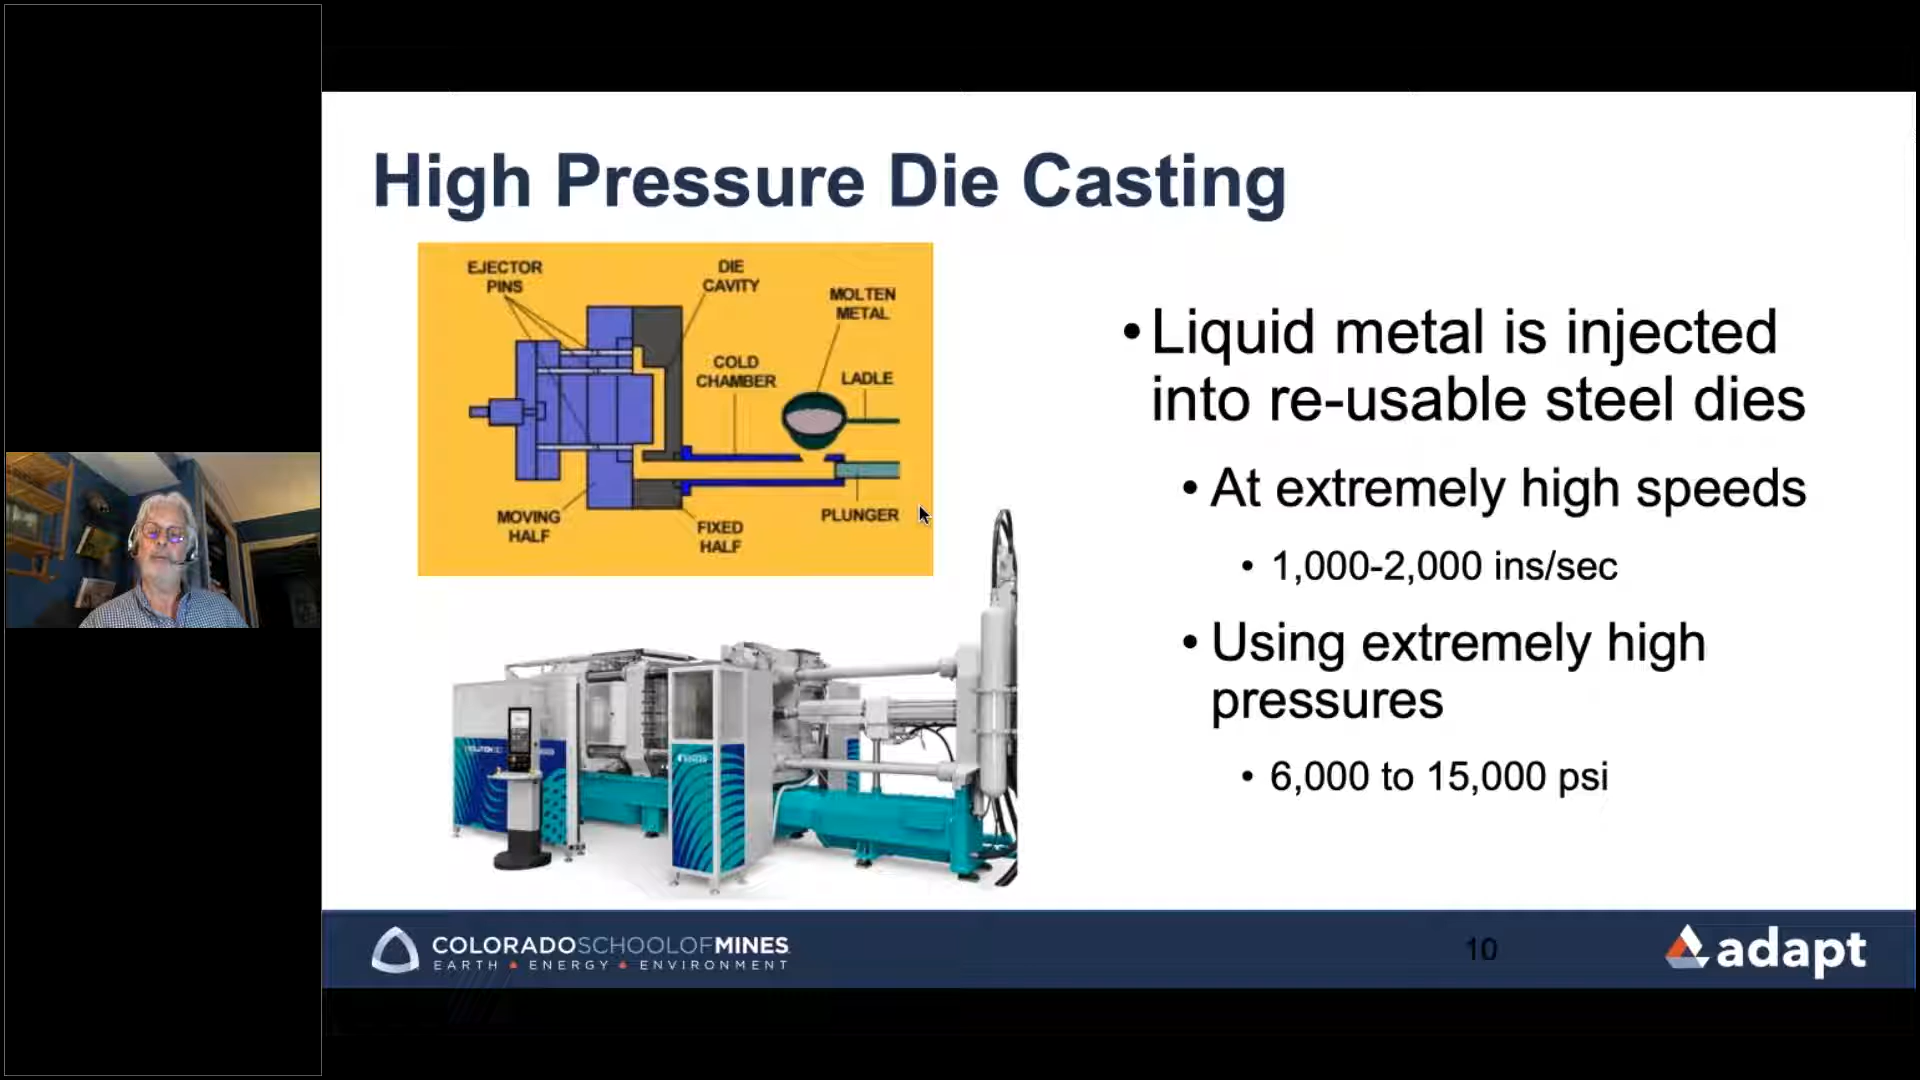 High Pressure Die Casting
EJECTOR
PINS
DIE
CAVITY
MOLTEN
METAL
COLD
CHAMBER
LADLE
MOVING
HALF
FIXED
HALF
PLUNGER
•Liquid metal is injected
into re-usable steel dies
• At extremely high speeds
• 1,000-2,000 ins/sec
• Using extremely high
pressures
• 6,000 to 15,000 psi
COLORADOSCHOOLOFMINES
EARTH • ENERGY • ENVIRONMENT
10
adapt